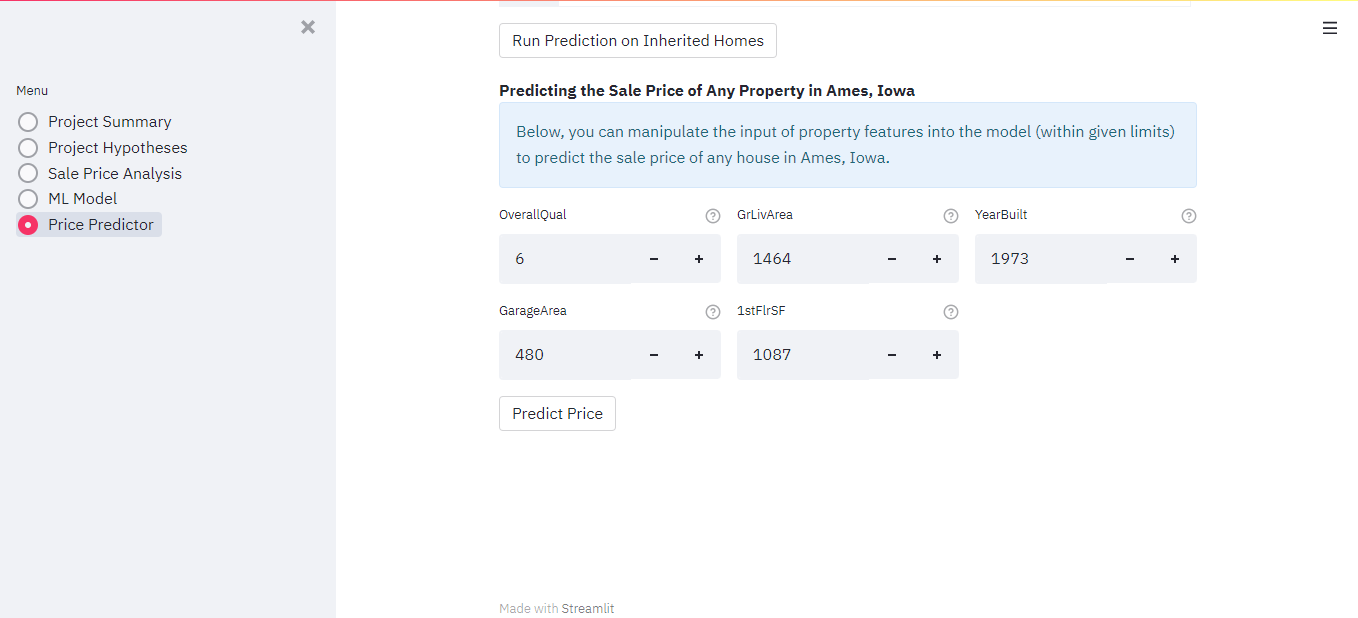 Menu
Project Summary
Project Hypotheses
Sale Price Analysis
ML Model
Price Predictor
Run Prediction on Inherited Homes
Predicting the Sale Price of Any Property in Ames, Iowa
Below, you can manipulate the input of property features into the model (within given limits)
to predict the sale price of any house in Ames, Iowa.
OverallQual GrLivArea YearBuilt
6 1464 1973
GarageArea 1stFlrSF
480 1087
Predict Price
Made with Streamlit